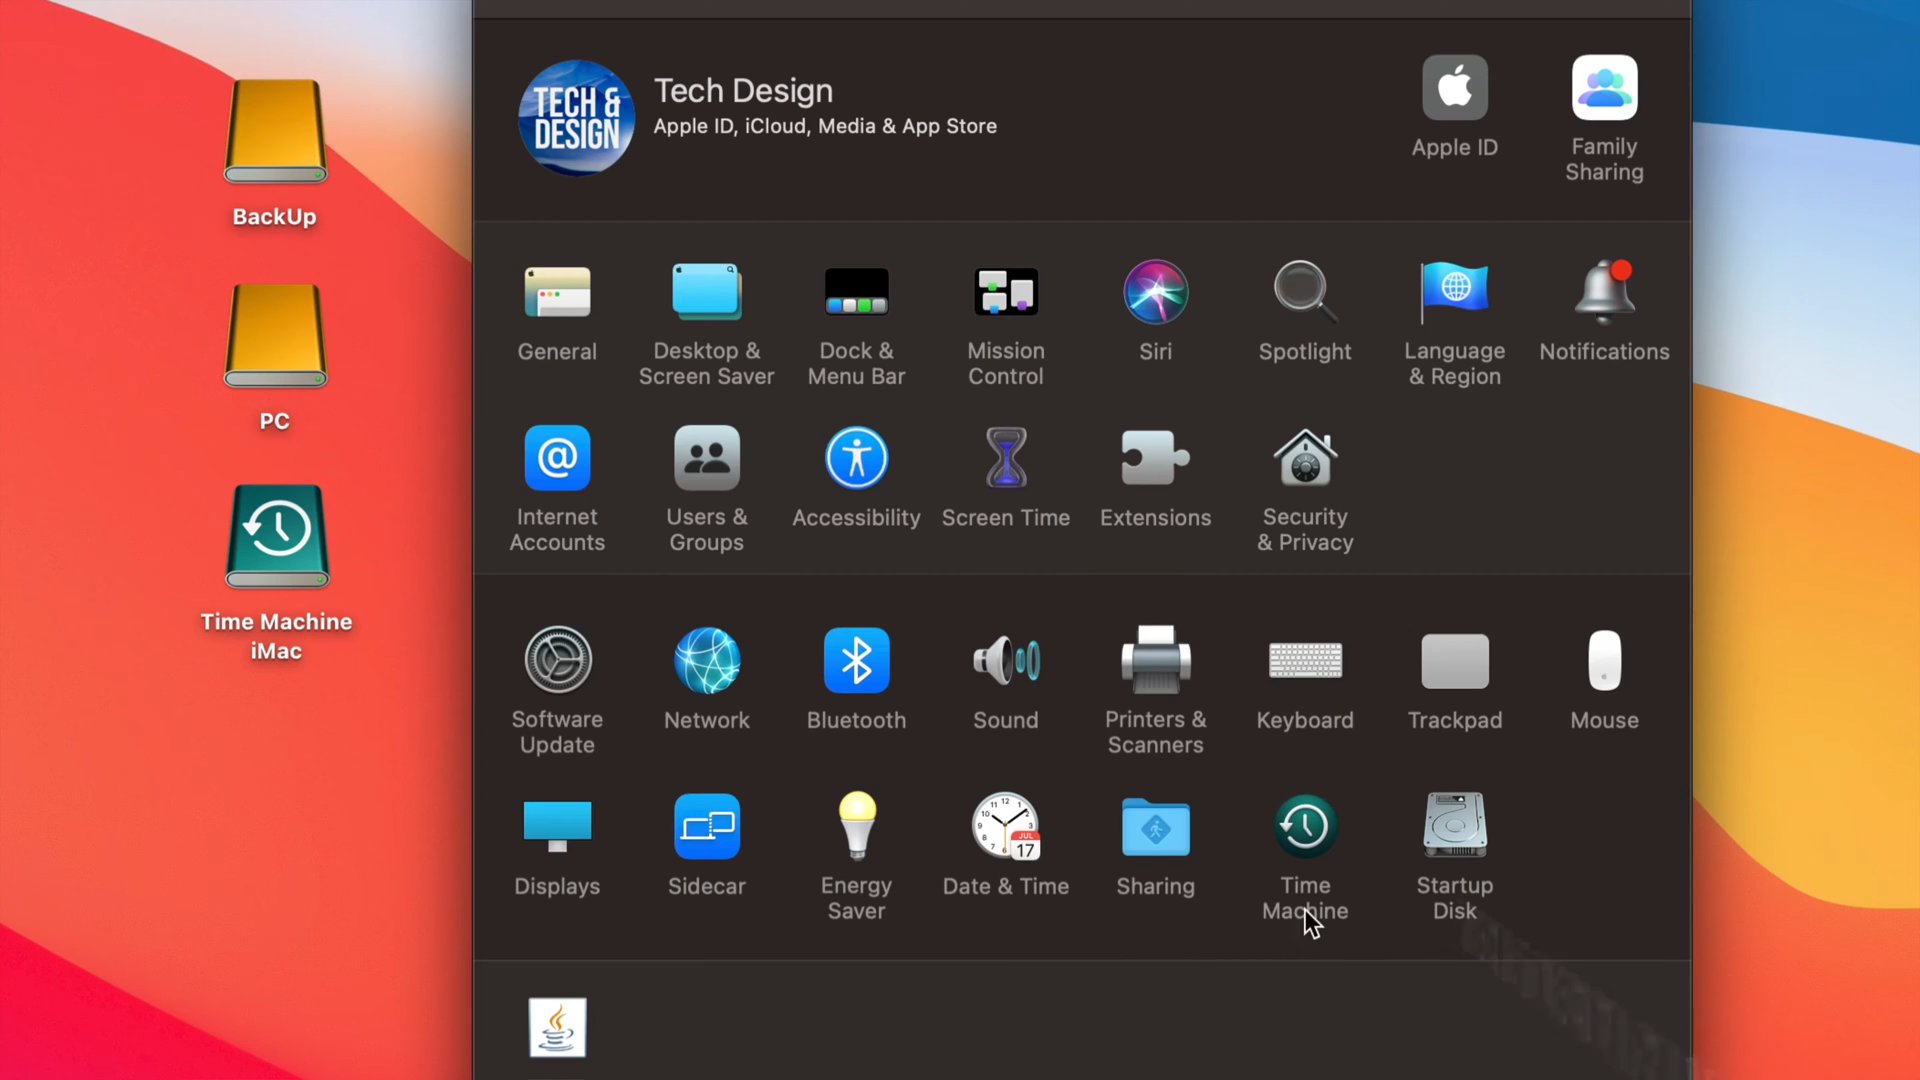 BackUp
PC
Time Machine
iMac
TECH &
DESIGN
Tech Design
Apple ID, iCloud, Media & App Store
Apple ID
Family
Sharing
General
Desktop &
Screen Saver
Dock &
Menu Bar
Mission
Control
Siri
Spotlight
Language
& Region
Notifications
@
Internet
Accounts
Users &
Groups
Accessibility
Screen Time
Extensions
Security
& Privacy
Software
Update
Network
Bluetooth
Sound
Printers &
Scanners
Keyboard
Trackpad
Mouse
Displays
Sidecar
Energy
Saver
JUL
17
Date & Time
Sharing
Time
Machine
Startup
Disk